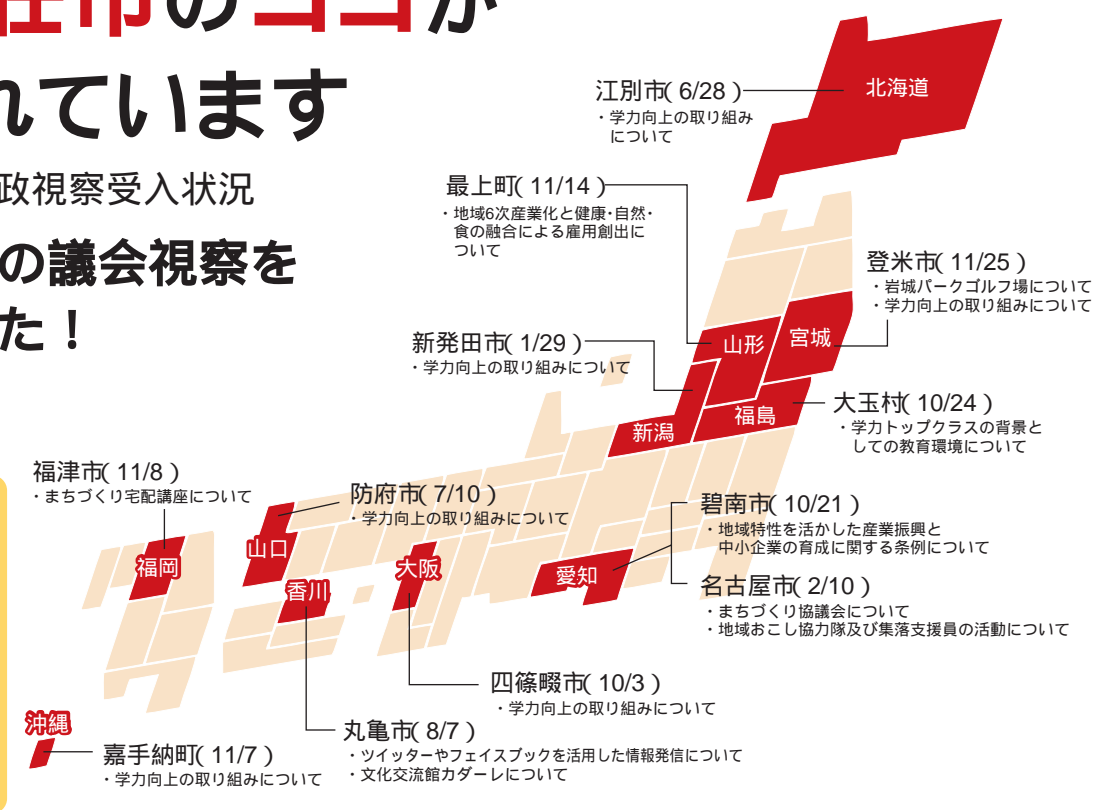 任市のココが
れています
政視察受入状況
の議会視察を
た！
江別市( 6/28 )
・学力向上の取り組み
について
北海道
最上町( 11/14 )
・地域6次産業化と健康・自然・
食の融合による雇用創出に
ついて
登米市( 11/25 )
・岩城パークゴルフ場について
・学力向上の取り組みについて
新発田市( 1/29 )
・学力向上の取り組みについて
山形
宮城
大玉村( 10/24 )
・学力トップクラスの背景と
しての教育環境について
福島
新潟
福津市( 11/8 )
・まちづくり宅配講座について
防府市( 7/10 )
・学力向上の取り組みについて
碧南市( 10/21 )
・地域特性を活かした産業振興と
中小企業の育成に関する条例について
福岡
山口
香川
大阪
愛知
名古屋市( 2/10 )
・まちづくり協議会について
・地域おこし協力隊及び集落支援員の活動について
四篠畷市( 10/3 )
・学力向上の取り組みについて
丸亀市( 8/7 )
・ツイッターやフェイスブックを活用した情報発信について
・文化交流館カダーレについて
沖縄
嘉手納町( 11/7 )
・学力向上の取り組みについて